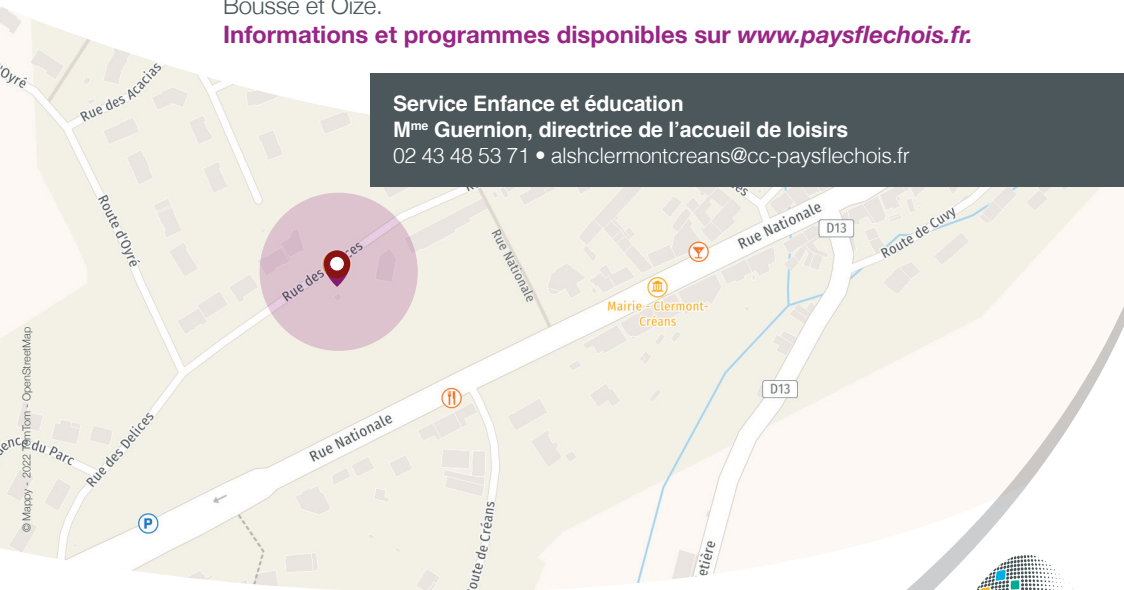 Bousse et Oizé.
Informations et programmes disponibles sur www.paysflechois.fr.
Service Enfance et éducation
Mme Guernion, directrice de l'accueil de loisirs
02 43 48 53 71 • alshclermontcreans@cc-paysflechois.fr
Rue des Acacias
Route d'Oyré
Rue des
Rue Nationale
Rue Nationale
D13
Route de Cuvy
Mairie - Clermont-
Créans
D13
Rue Nationale
du Parc
Rue des Delices
P
Route de Créans
© Mappy - 2022 TomTom - OpenStreetMap